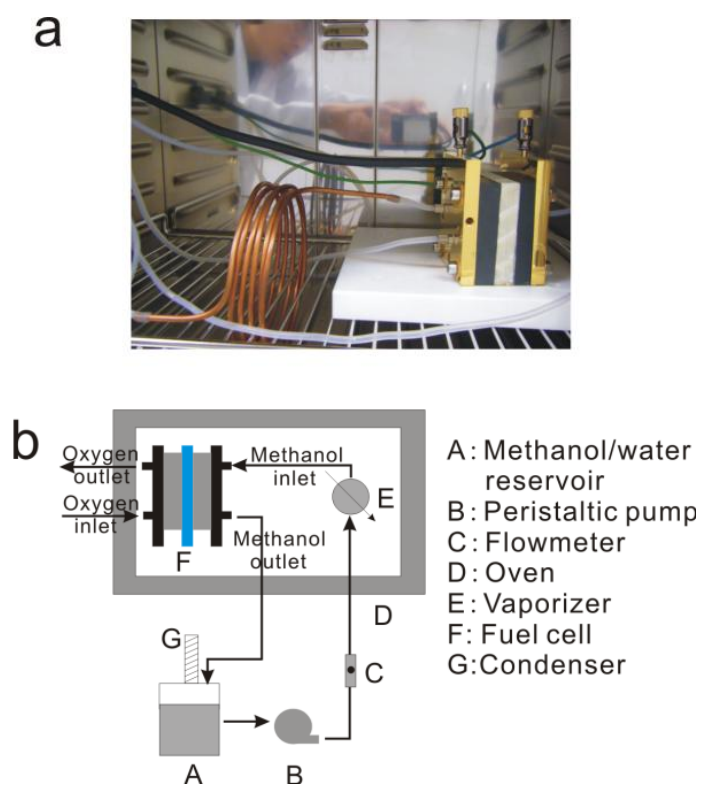 a
b
Oxygen
outlet
Oxygen
inlet
Methanol
inlet
Methanol
outlet
E
F
D
G
C
A
B
A: Methanol/water
reservoir
B: Peristaltic pump
C: Flowmeter
D: Oven
E: Vaporizer
F: Fuel cell
G:Condenser